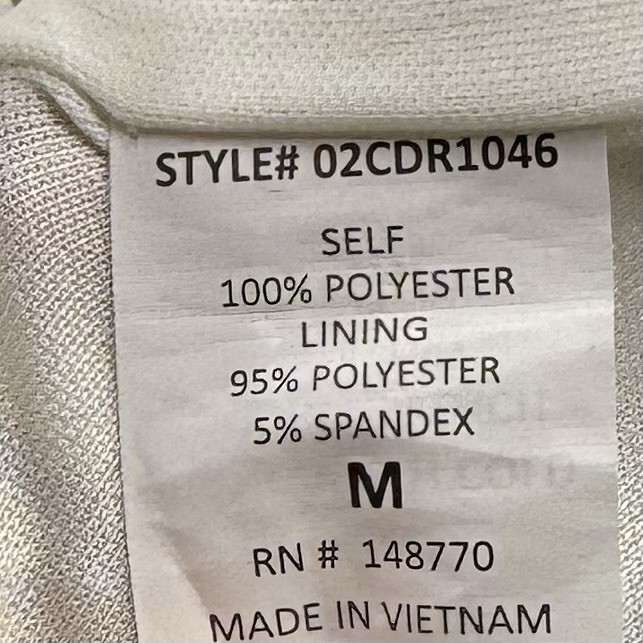 STYLE# 02CDR1046
SELF
100% POLYESTER
LINING
95% POLYESTER
5% SPANDEX
M
RN # 148770
MADE IN VIETNAM